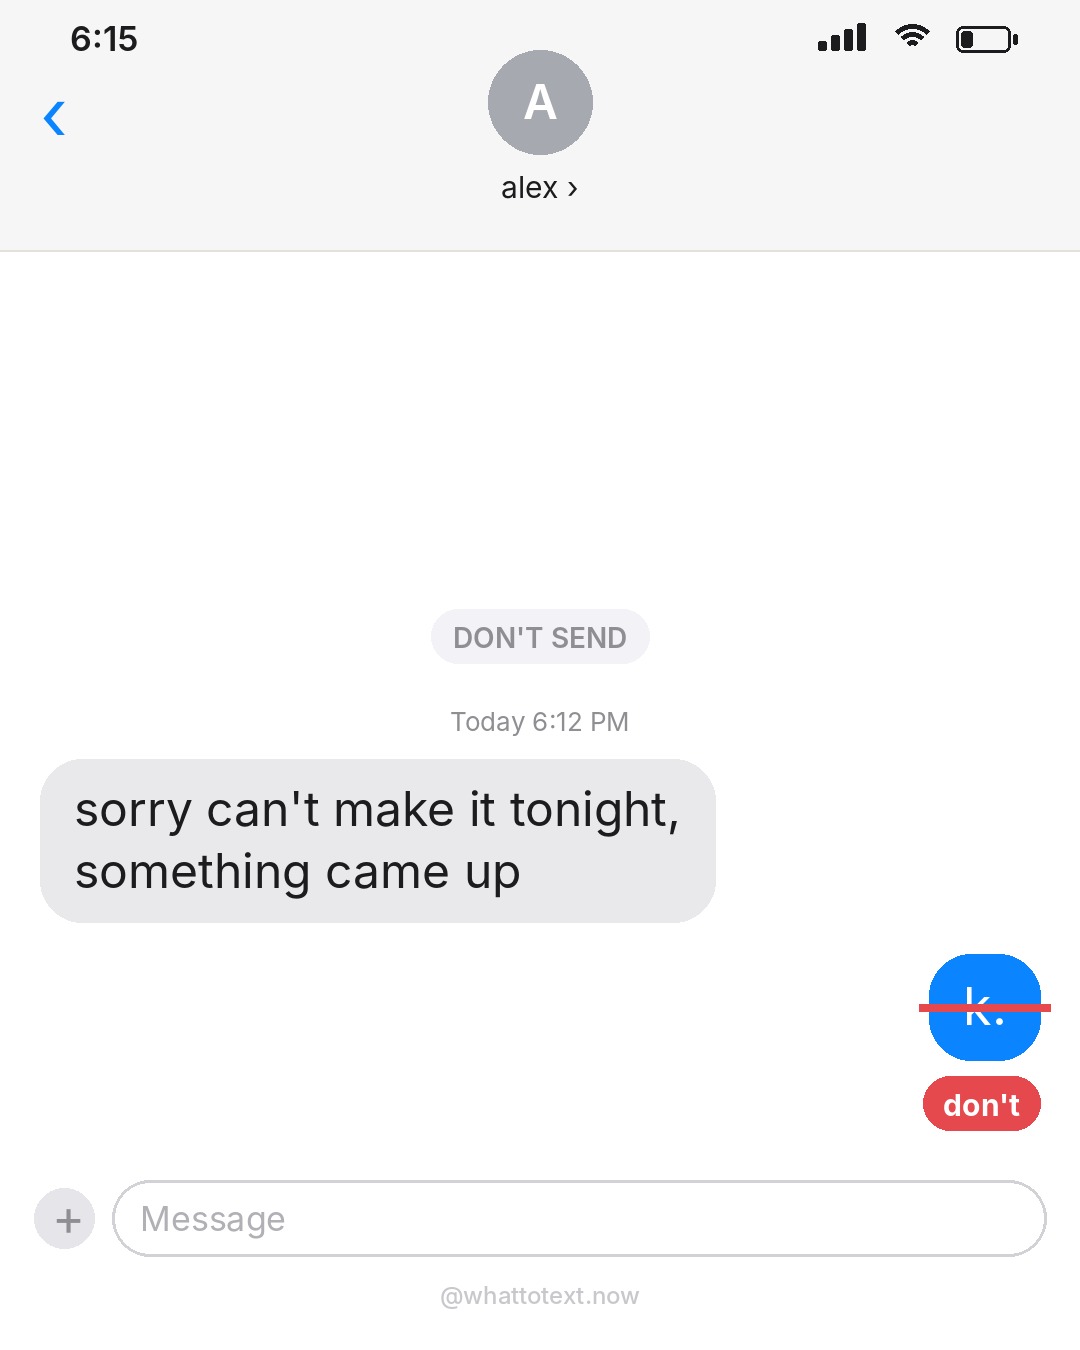 6:15
A
alex ›
DON'T SEND
Today 6:12 PM
sorry can't make it tonight,
something came up
k.
don't
+
Message
@whattotext.now